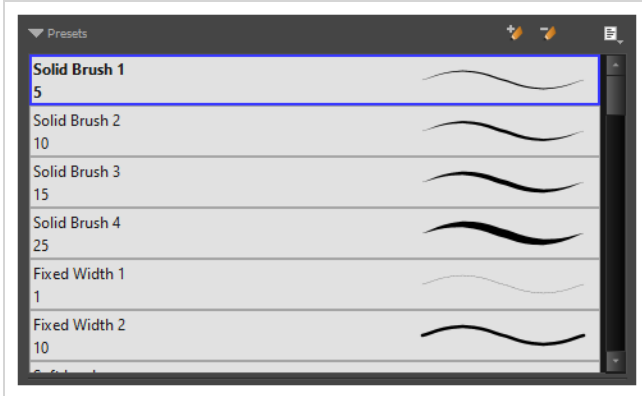 Presets
Solid Brush 1
5
Solid Brush 2
10
Solid Brush 3
15
Solid Brush 4
25
Fixed Width 1
1
Fixed Width 2
10